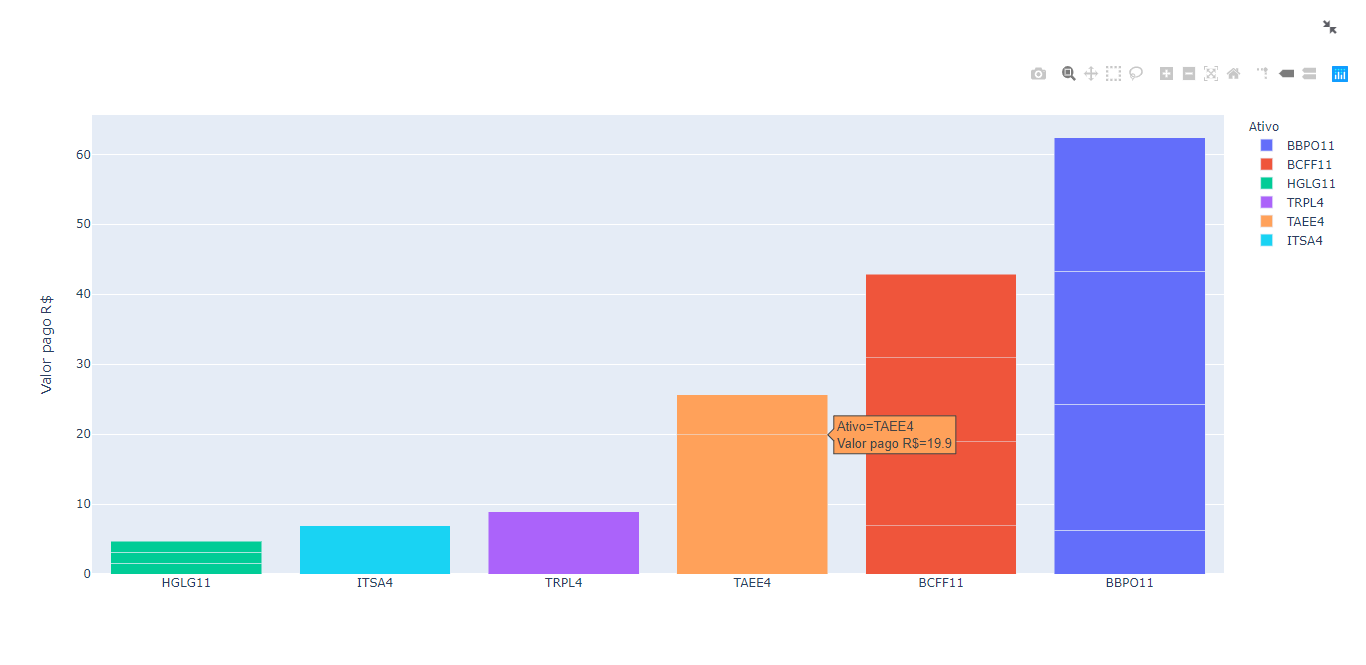 Valor pago R$
60
50
40
30
20
10
0
HGLG11
ITSA4
TRPL4
TAEE4
BCFF11
BBPO11
Ativo=TAEE4
Valor pago R$=19.9
Ativo
BBPO11
BCFF11
HGLG11
TRPL4
TAEE4
ITSA4